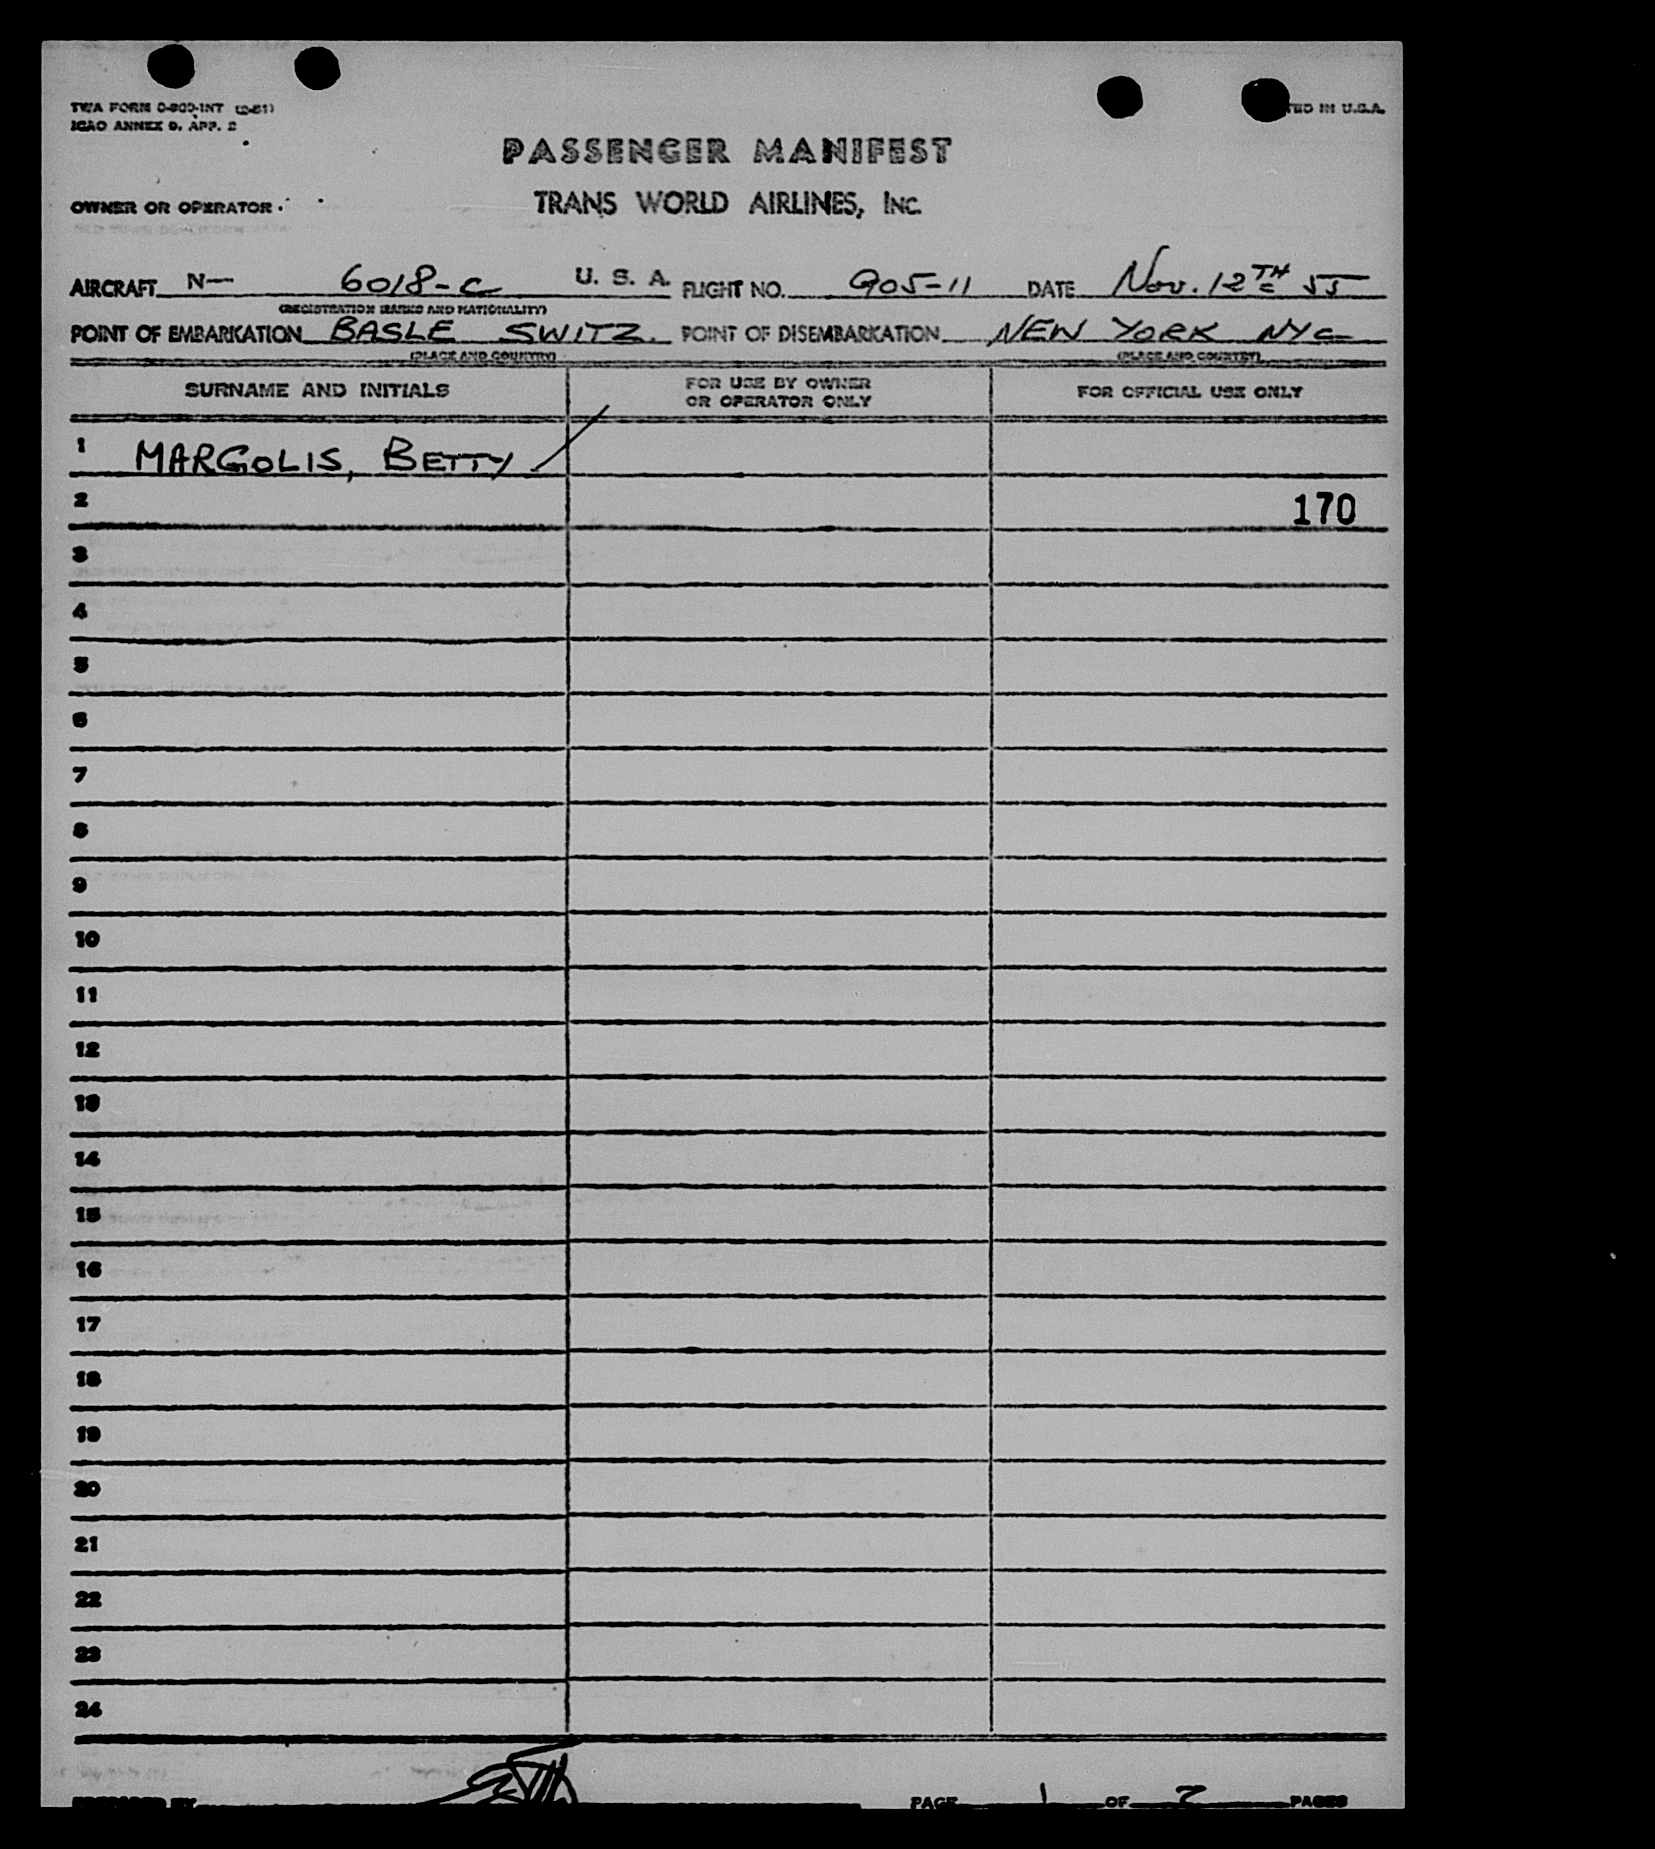 TWA FORM O-800-INT (2-51)
ICAO ANNEX 9, APP. 2
TED IN U.S.A.
PASSENGER MANIFEST
OWNER OR OPERATOR
TRANS WORLD AIRLINES, INC.
AIRCRAFT N— 6018-C U. S. A. FLIGHT NO. 905-11 DATE Nov. 12TH 55
(REGISTRATION MARKS AND NATIONALITY)
POINT OF EMBARKATION BASLE SWITZ. POINT OF DISEMBARKATION NEW YORK NYC
(PLACE AND COUNTRY) (PLACE AND COUNTRY)
SURNAME AND INITIALS FOR USE BY OWNER OR OPERATOR ONLY FOR OFFICIAL USE ONLY
1 MARGOLIS, BETTY
2 170
3
4
5
6
7
8
9
10
11
12
13
14
15
16
17
18
19
20
21
22
23
24
PREPARED BY PAGE 1 OF PAGES